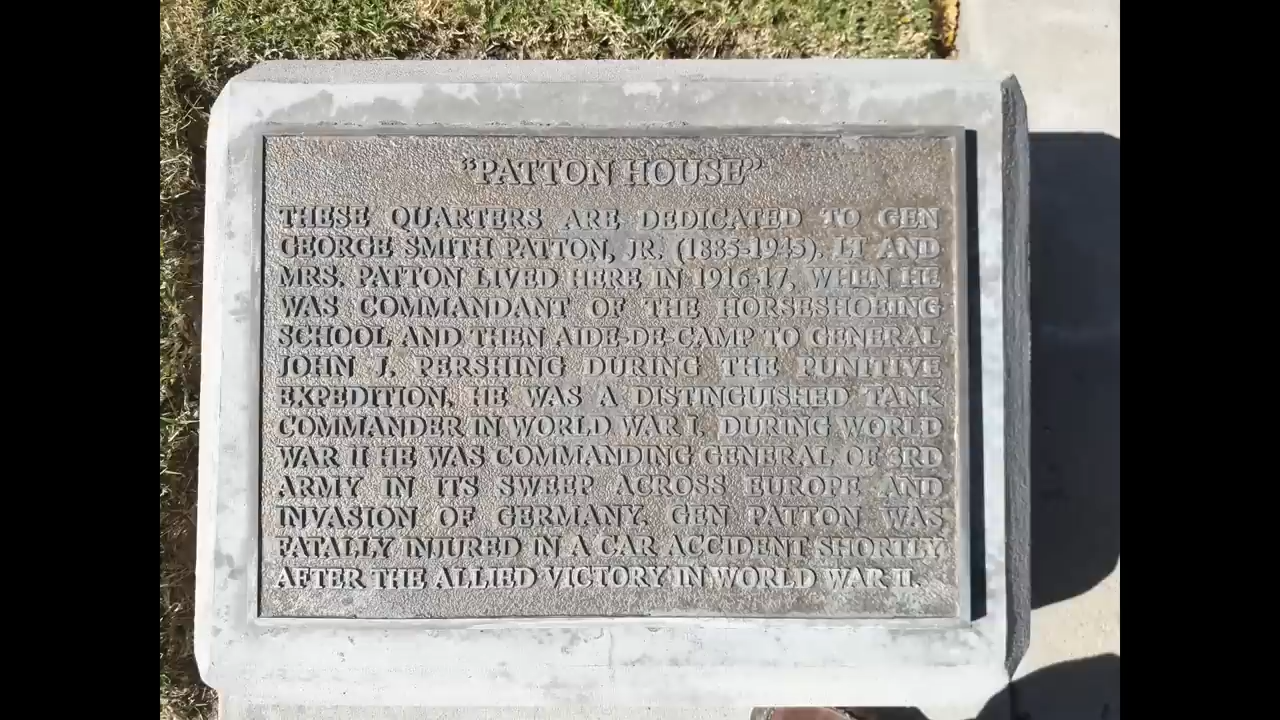 "PATTON HOUSE"
THESE QUARTERS ARE DEDICATED TO GEN
GEORGE SMITH PATTON, JR. (1885-1945). LT AND
MRS. PATTON LIVED HERE IN 1916-17, WHEN HE
WAS COMMANDANT OF THE HORSESHOEING
SCHOOL AND THEN AIDE-DE-CAMP TO GENERAL
JOHN J. PERSHING DURING THE PUNITIVE
EXPEDITION. HE WAS A DISTINGUISHED TANK
COMMANDER IN WORLD WAR I. DURING WORLD
WAR II HE WAS COMMANDING GENERAL OF 3RD
ARMY IN ITS SWEEP ACROSS EUROPE AND
INVASION OF GERMANY. GEN PATTON WAS
FATALLY INJURED IN A CAR ACCIDENT SHORTLY
AFTER THE ALLIED VICTORY IN WORLD WAR II.